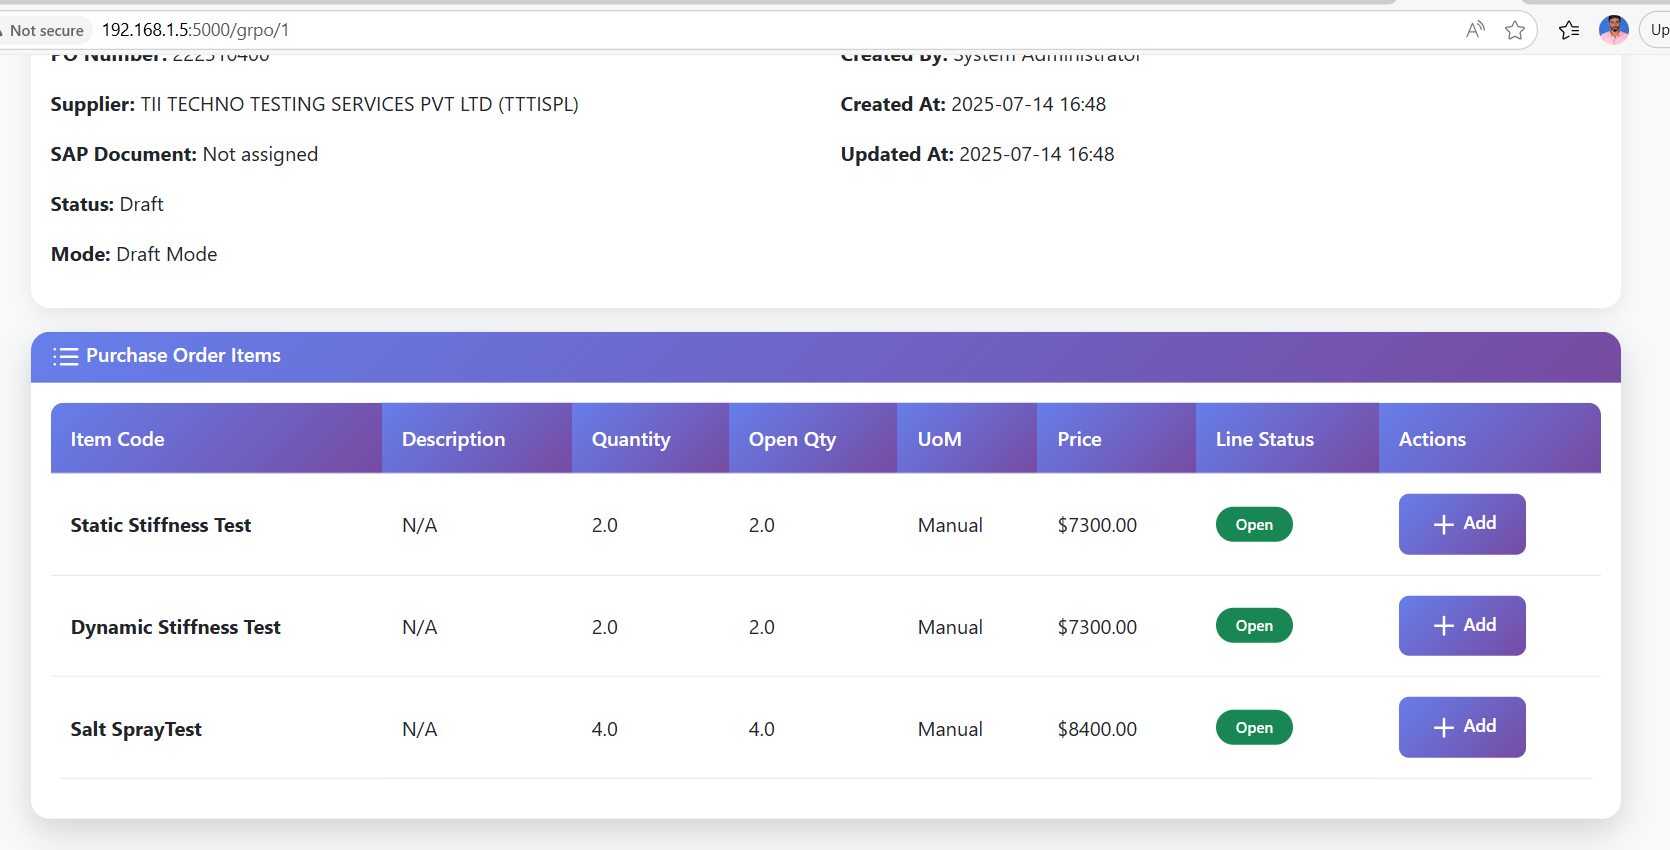 Not secure 192.168.1.5:5000/grpo/1 A Up
PO Number: 222510400 Created By: System Administrator
Supplier: TII TECHNO TESTING SERVICES PVT LTD (TTTISPL) Created At: 2025-07-14 16:48
SAP Document: Not assigned Updated At: 2025-07-14 16:48
Status: Draft
Mode: Draft Mode
Purchase Order Items
Item Code Description Quantity Open Qty UoM Price Line Status Actions
Static Stiffness Test N/A 2.0 2.0 Manual $7300.00 Open + Add
Dynamic Stiffness Test N/A 2.0 2.0 Manual $7300.00 Open + Add
Salt SprayTest N/A 4.0 4.0 Manual $8400.00 Open + Add